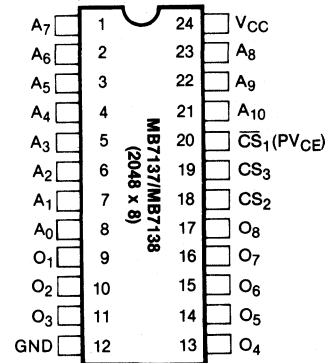 A7 1 24 VCC
A6 2 23 A8
A5 3 22 A9
A4 4 21 A10
A3 5 20 C̅S̅1(PVCE)
A2 6 19 CS3
A1 7 18 CS2
A0 8 17 O8
O1 9 16 O7
O2 10 15 O6
O3 11 14 O5
GND 12 13 O4
MB7137/MB7138
(2048 x 8)